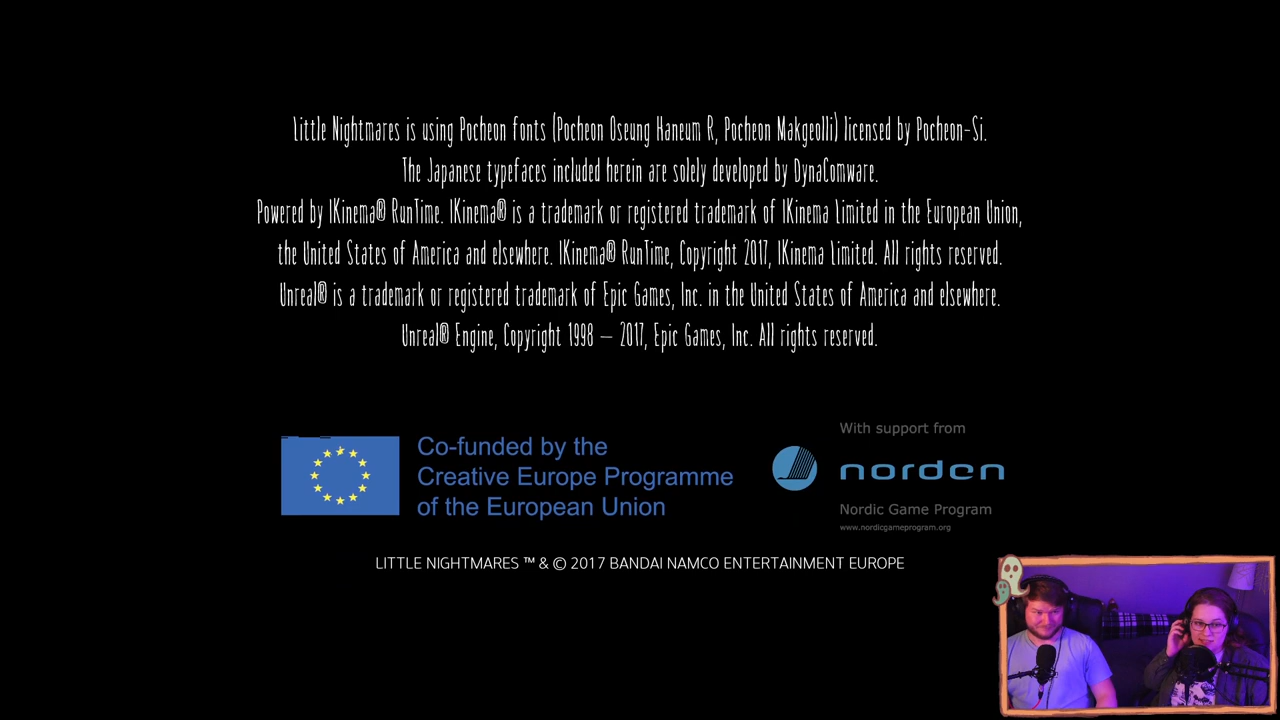 Little Nightmares is using Pocheon fonts (Pocheon Oseung Haneum R, Pocheon Makgeolli) licensed by Pocheon-Si.
The Japanese typefaces included herein are solely developed by DynaComware.
Powered by IKinema® RunTime. IKinema® is a trademark or registered trademark of IKinema Limited in the European Union,
the United States of America and elsewhere. IKinema® RunTime, Copyright 2017, IKinema Limited. All rights reserved.
Unreal® is a trademark or registered trademark of Epic Games, Inc. in the United States of America and elsewhere.
Unreal® Engine, Copyright 1998 – 2017, Epic Games, Inc. All rights reserved.
Co-funded by the
Creative Europe Programme
of the European Union
With support from
norden
Nordic Game Program
www.nordicgameprogram.org
LITTLE NIGHTMARES ™ & © 2017 BANDAI NAMCO ENTERTAINMENT EUROPE